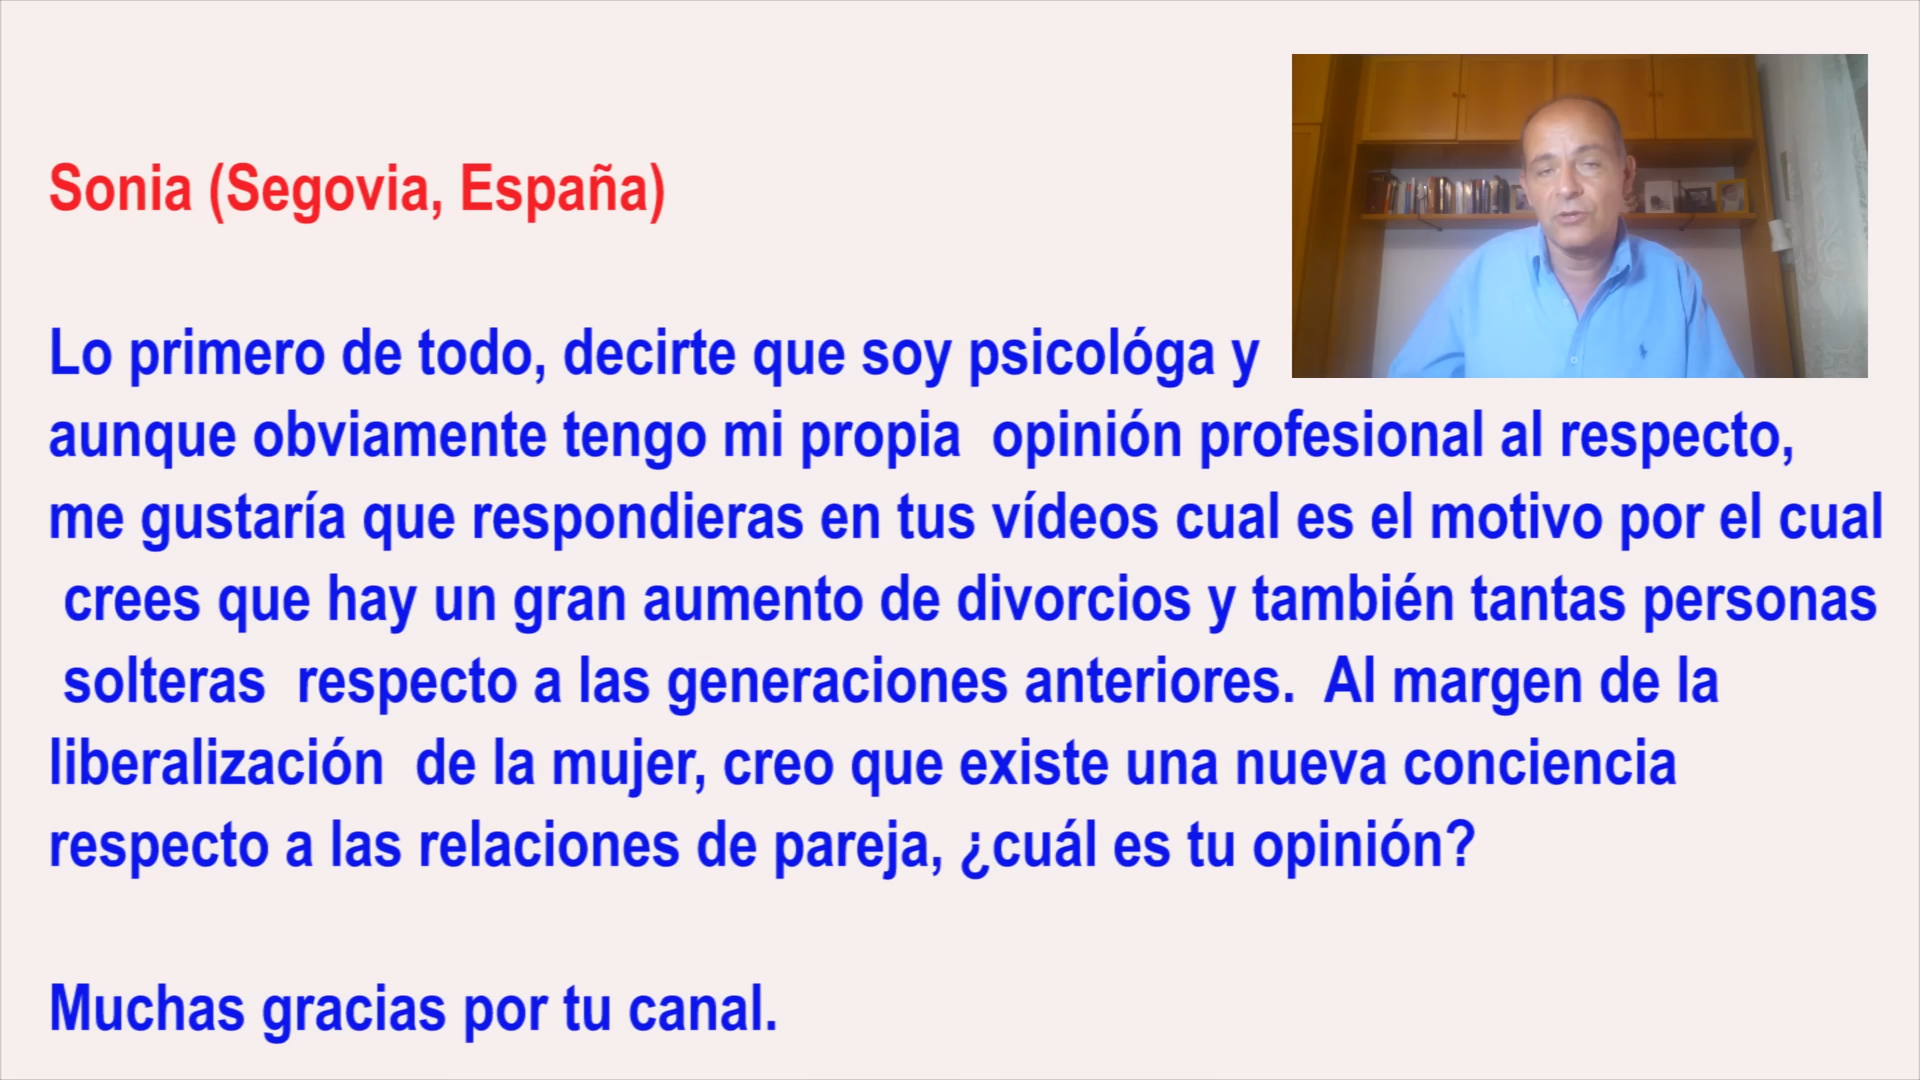 Sonia (Segovia, España)
Lo primero de todo, decirte que soy psicológa y
aunque obviamente tengo mi propia opinión profesional al respecto,
me gustaría que respondieras en tus vídeos cual es el motivo por el cual
crees que hay un gran aumento de divorcios y también tantas personas
solteras respecto a las generaciones anteriores. Al margen de la
liberalización de la mujer, creo que existe una nueva conciencia
respecto a las relaciones de pareja, ¿cuál es tu opinión?
Muchas gracias por tu canal.